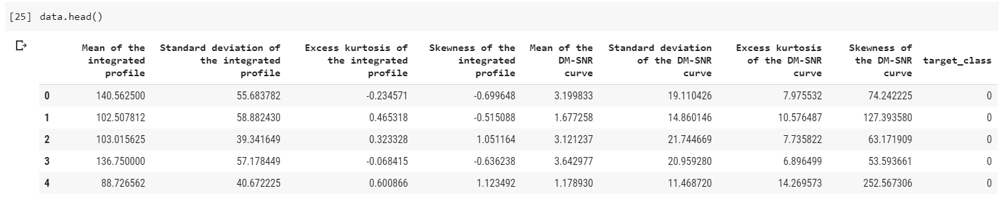 [25] data.head()
Mean of the Standard deviation of Excess kurtosis of Skewness of the Mean of the Standard deviation Excess kurtosis Skewness of
integrated the integrated the integrated integrated DM-SNR of the DM-SNR of the DM-SNR the DM-SNR target_class
profile profile profile profile curve curve curve curve
0 140.562500 55.683782 -0.234571 -0.699648 3.199833 19.110426 7.975532 74.242225 0
1 102.507812 58.882430 0.465318 -0.515088 1.677258 14.860146 10.576487 127.393580 0
2 103.015625 39.341649 0.323328 1.051164 3.121237 21.744669 7.735822 63.171909 0
3 136.750000 57.178449 -0.068415 -0.636238 3.642977 20.959280 6.896499 53.593661 0
4 88.726562 40.672225 0.600866 1.123492 1.178930 11.468720 14.269573 252.567306 0